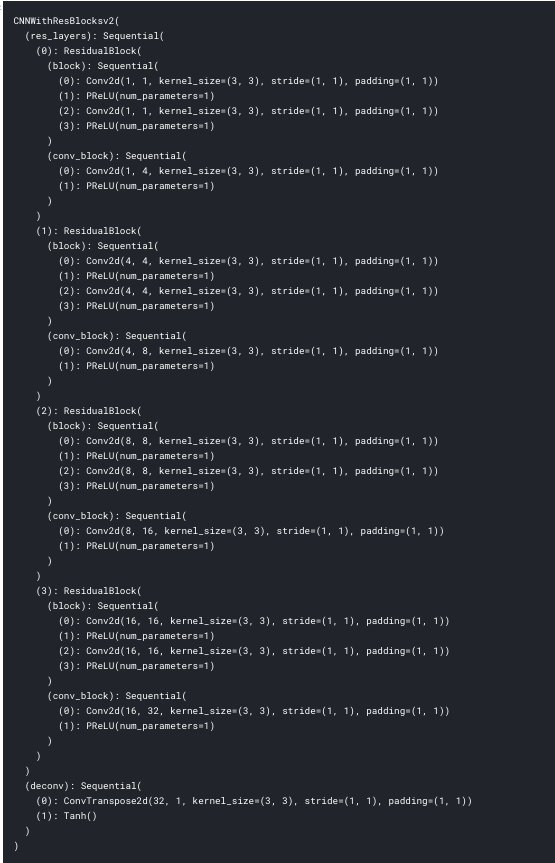 CNNWithResBlocksv2(
  (res_layers): Sequential(
    (0): ResidualBlock(
      (block): Sequential(
        (0): Conv2d(1, 1, kernel_size=(3, 3), stride=(1, 1), padding=(1, 1))
        (1): PReLU(num_parameters=1)
        (2): Conv2d(1, 1, kernel_size=(3, 3), stride=(1, 1), padding=(1, 1))
        (3): PReLU(num_parameters=1)
      )
      (conv_block): Sequential(
        (0): Conv2d(1, 4, kernel_size=(3, 3), stride=(1, 1), padding=(1, 1))
        (1): PReLU(num_parameters=1)
      )
    )
    (1): ResidualBlock(
      (block): Sequential(
        (0): Conv2d(4, 4, kernel_size=(3, 3), stride=(1, 1), padding=(1, 1))
        (1): PReLU(num_parameters=1)
        (2): Conv2d(4, 4, kernel_size=(3, 3), stride=(1, 1), padding=(1, 1))
        (3): PReLU(num_parameters=1)
      )
      (conv_block): Sequential(
        (0): Conv2d(4, 8, kernel_size=(3, 3), stride=(1, 1), padding=(1, 1))
        (1): PReLU(num_parameters=1)
      )
    )
    (2): ResidualBlock(
      (block): Sequential(
        (0): Conv2d(8, 8, kernel_size=(3, 3), stride=(1, 1), padding=(1, 1))
        (1): PReLU(num_parameters=1)
        (2): Conv2d(8, 8, kernel_size=(3, 3), stride=(1, 1), padding=(1, 1))
        (3): PReLU(num_parameters=1)
      )
      (conv_block): Sequential(
        (0): Conv2d(8, 16, kernel_size=(3, 3), stride=(1, 1), padding=(1, 1))
        (1): PReLU(num_parameters=1)
      )
    )
    (3): ResidualBlock(
      (block): Sequential(
        (0): Conv2d(16, 16, kernel_size=(3, 3), stride=(1, 1), padding=(1, 1))
        (1): PReLU(num_parameters=1)
        (2): Conv2d(16, 16, kernel_size=(3, 3), stride=(1, 1), padding=(1, 1))
        (3): PReLU(num_parameters=1)
      )
      (conv_block): Sequential(
        (0): Conv2d(16, 32, kernel_size=(3, 3), stride=(1, 1), padding=(1, 1))
        (1): PReLU(num_parameters=1)
      )
    )
  )
  (deconv): Sequential(
    (0): ConvTranspose2d(32, 1, kernel_size=(3, 3), stride=(1, 1), padding=(1, 1))
    (1): Tanh()
  )
)